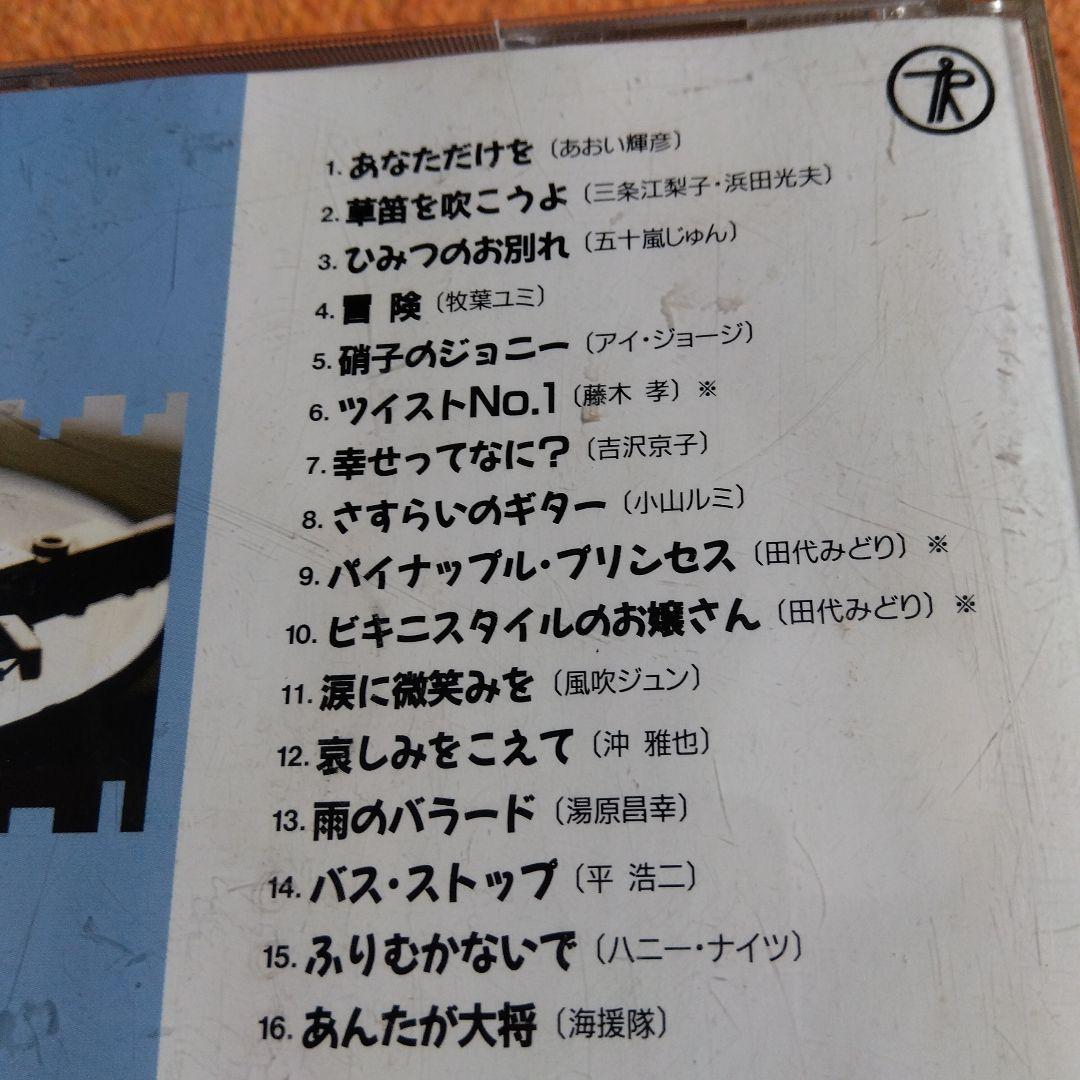 TR
1. あなただけを〔あおい輝彦〕
2. 草笛を吹こうよ〔三条江梨子・浜田光夫〕
3. ひみつのお別れ〔五十嵐じゅん〕
4. 冒 険〔牧葉ユミ〕
5. 硝子のジョニー〔アイ・ジョージ〕
6. ツイストNo.1〔藤木 孝〕※
7. 幸せってなに?〔吉沢京子〕
8. さすらいのギター〔小山ルミ〕
9. パイナップル・プリンセス〔田代みどり〕※
10. ビキニスタイルのお嬢さん〔田代みどり〕※
11. 涙に微笑みを〔風吹ジュン〕
12. 哀しみをこえて〔沖 雅也〕
13. 雨のバラード〔湯原昌幸〕
14. バス・ストップ〔平 浩二〕
15. ふりむかないで〔ハニー・ナイツ〕
16. あんたが大将〔海援隊〕